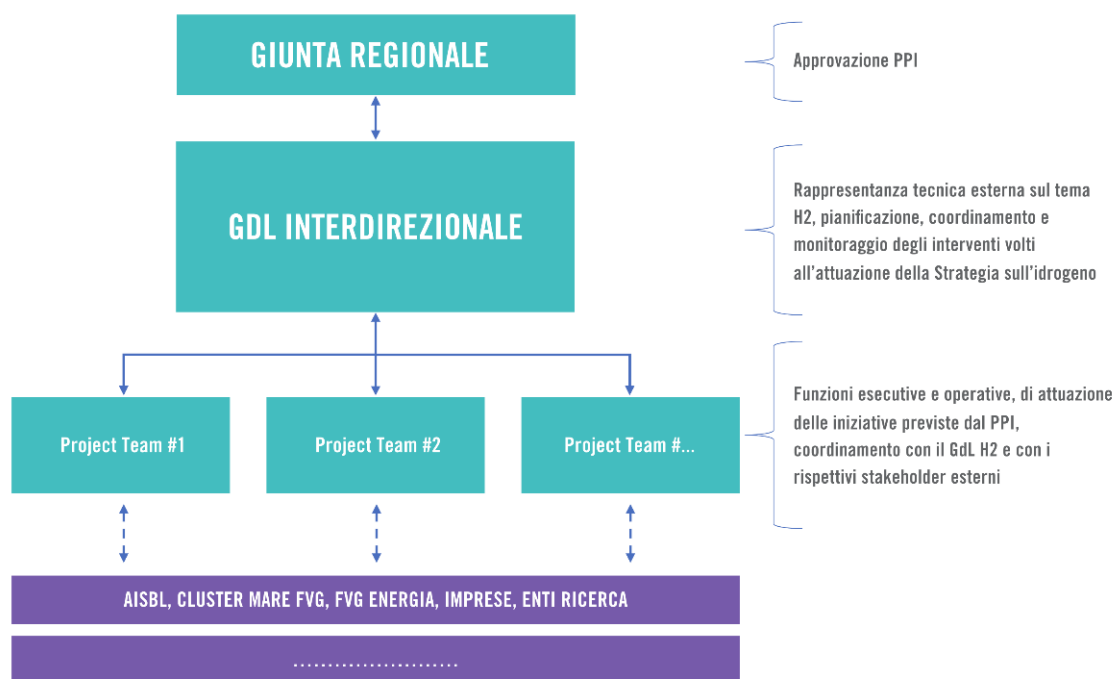 GIUNTA REGIONALE
Approvazione PPI
GDL INTERDIREZIONALE
Rappresentanza tecnica esterna sul tema
H2, pianificazione, coordinamento e
monitoraggio degli interventi volti
all'attuazione della Strategia sull'idrogeno
Project Team #1
Project Team #2
Project Team #...
Funzioni esecutive e operative, di attuazione
delle iniziative previste dal PPI,
coordinamento con il GdL H2 e con i
rispettivi stakeholder esterni
AISBL, CLUSTER MARE FVG, FVG ENERGIA, IMPRESE, ENTI RICERCA
........................